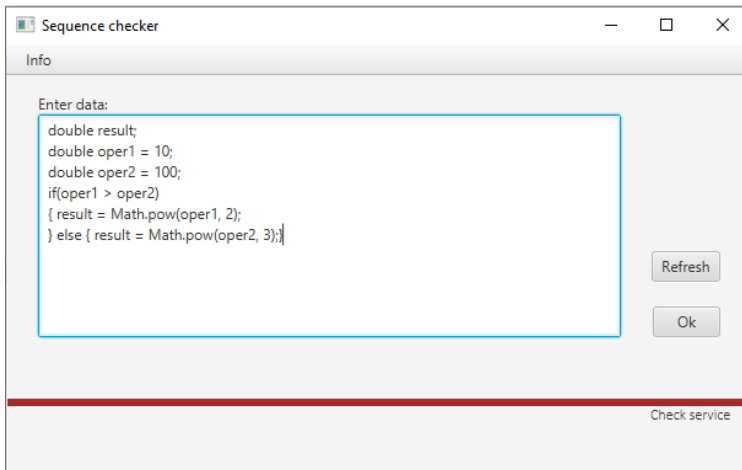 Sequence checker
Info
Enter data:
double result;
double oper1 = 10;
double oper2 = 100;
if(oper1 > oper2)
{ result = Math.pow(oper1, 2);
} else { result = Math.pow(oper2, 3);}
Refresh
Ok
Check service